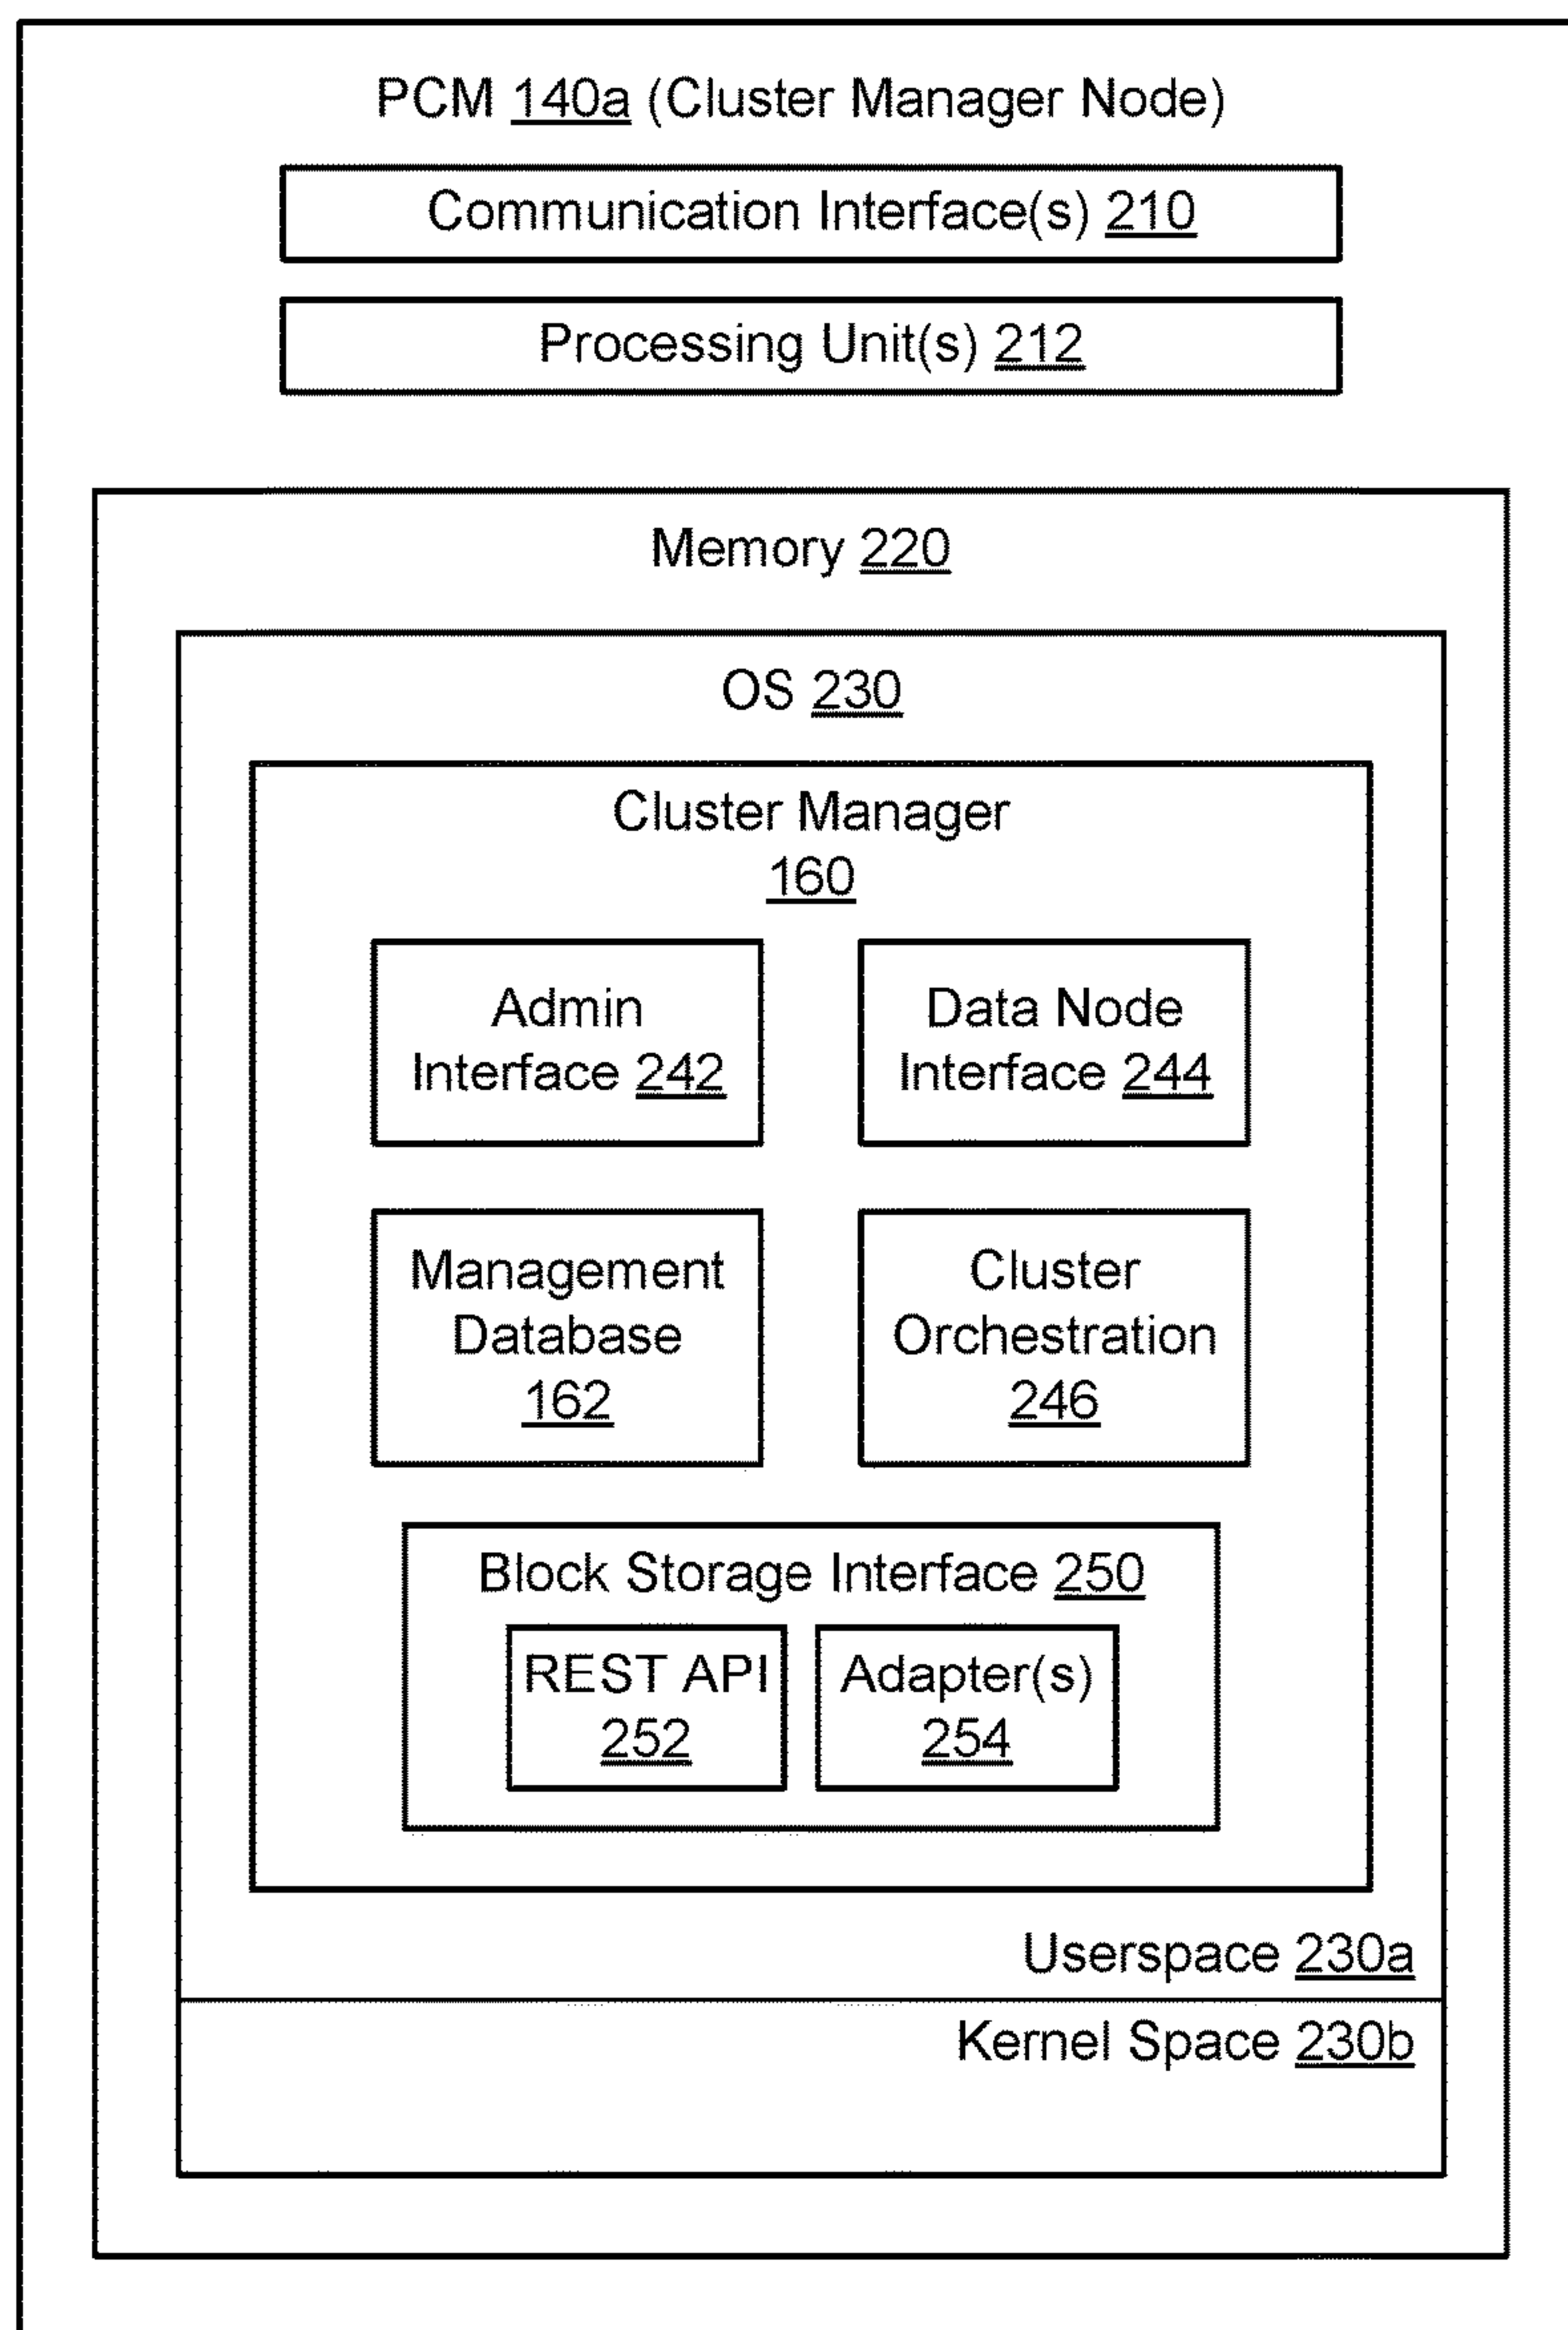 PCM 140a (Cluster Manager Node)
Communication Interface(s) 210
Processing Unit(s) 212
Memory 220
OS 230
Cluster Manager
160
Admin
Interface 242
Data Node
Interface 244
Management
Database
162
Cluster
Orchestration
246
Block Storage Interface 250
REST API
252
Adapter(s)
254
Userspace 230a
Kernel Space 230b